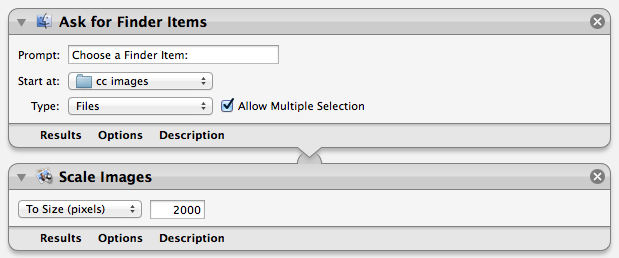 Ask for Finder Items
Prompt: Choose a Finder Item:
Start at: cc images
Type: Files Allow Multiple Selection
Results Options Description
Scale Images
To Size (pixels) 2000
Results Options Description